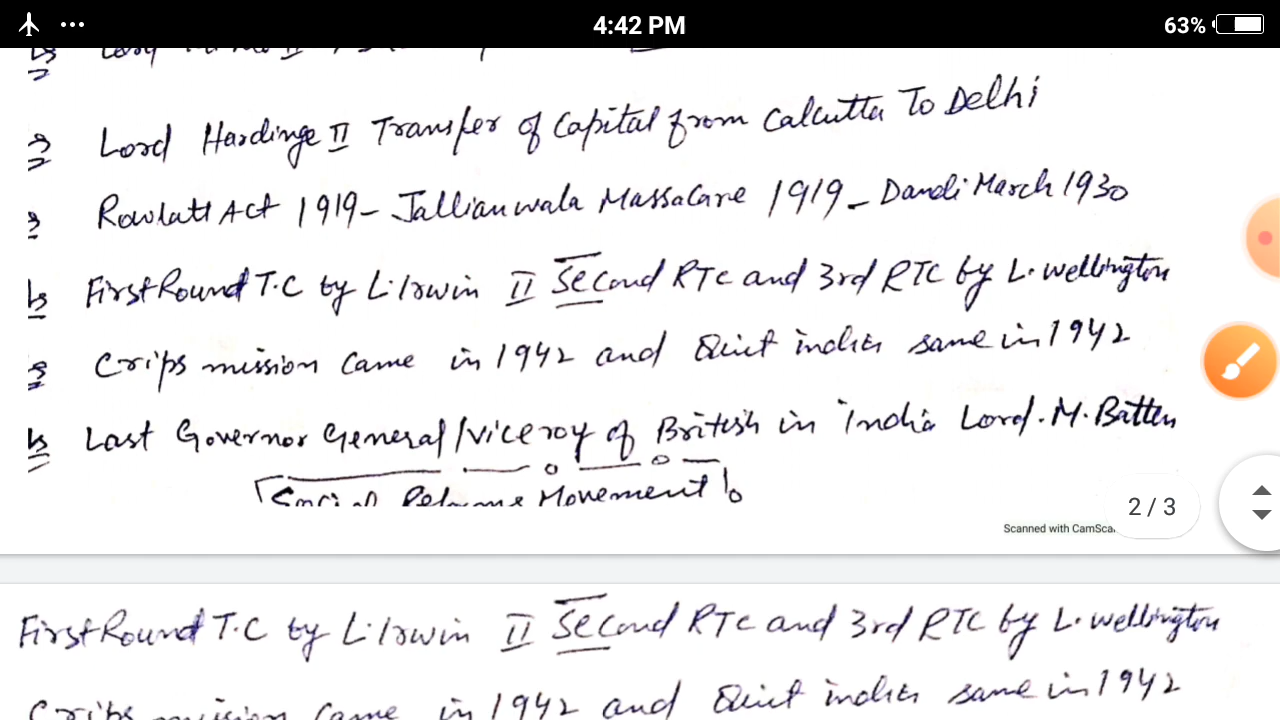 4:42 PM
63%
Lord Hardinge II Transfer of Capital from Calcutta To Delhi
Rowlatt Act 1919 - Jallianwala Massacare 1919 - Dandi March 1930
First Round T.C by L.Irwin II Second RTC and 3rd RTC by L. wellington
Crips mission came in 1942 and Quit india same in 1942
Last Governor General/viceroy of British in India Lord. M. Batten
Social Reforms Movement
2 / 3
Scanned with CamSca
First Round T.C by L.Irwin II Second RTC and 3rd RTC by L. wellington
Crips mission came in 1942 and Quit india same in 1942